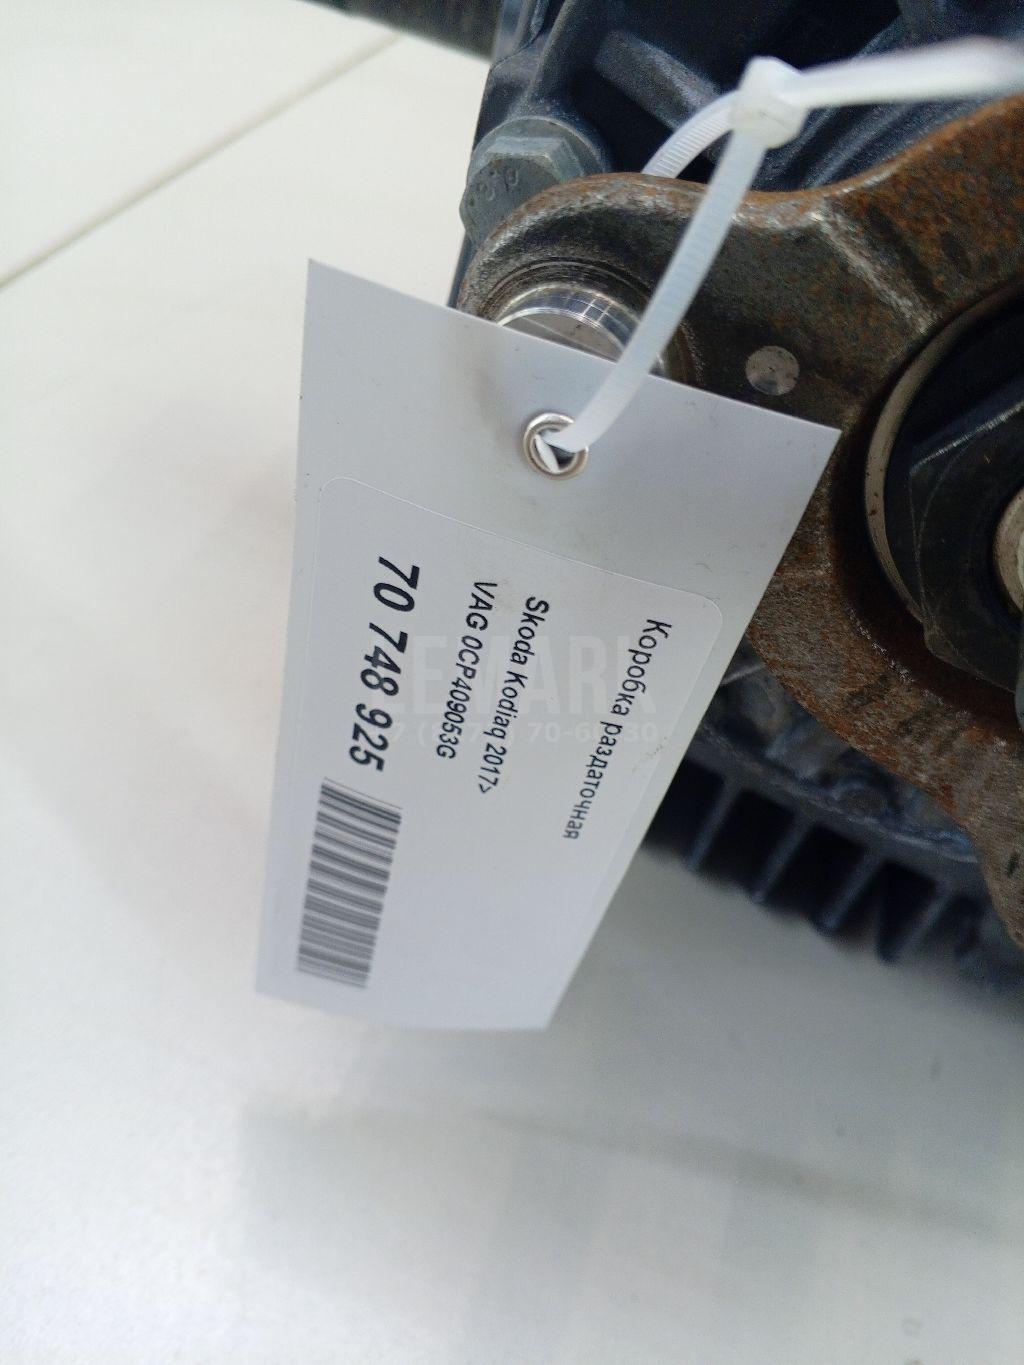 Коробка раздаточная
Skoda Kodiaq 2017>
VAG 0CP409053G
70 748 925